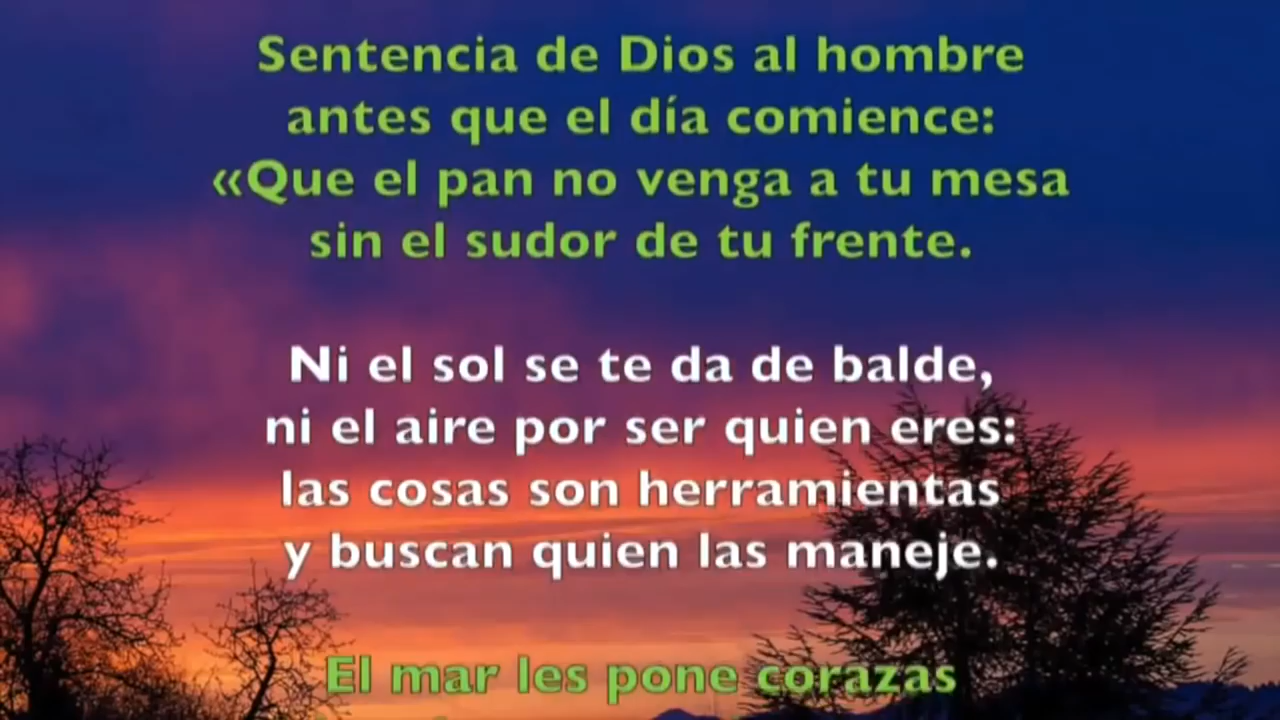 Sentencia de Dios al hombre
antes que el día comience:
«Que el pan no venga a tu mesa
sin el sudor de tu frente.
Ni el sol se te da de balde,
ni el aire por ser quien eres:
las cosas son herramientas
y buscan quien las maneje.
El mar les pone corazas